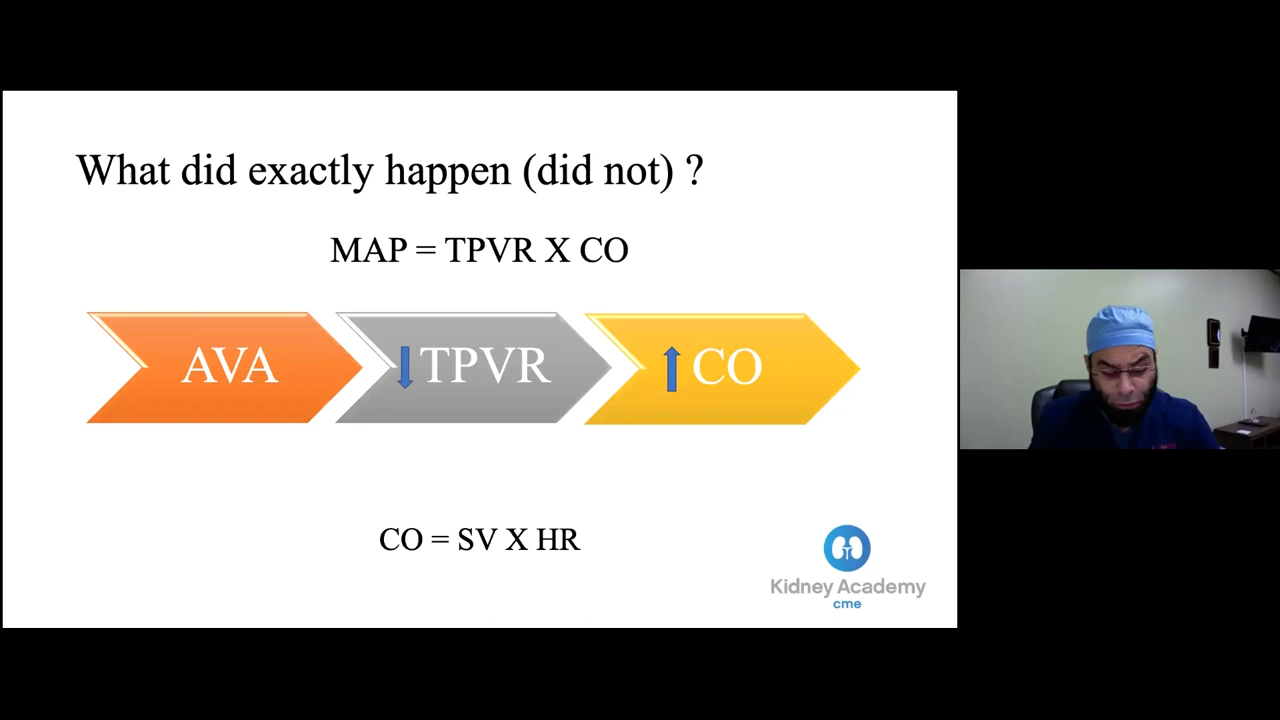 What did exactly happen (did not) ?
MAP = TPVR X CO
AVA
TPVR
CO
CO = SV X HR
Kidney Academy
cme